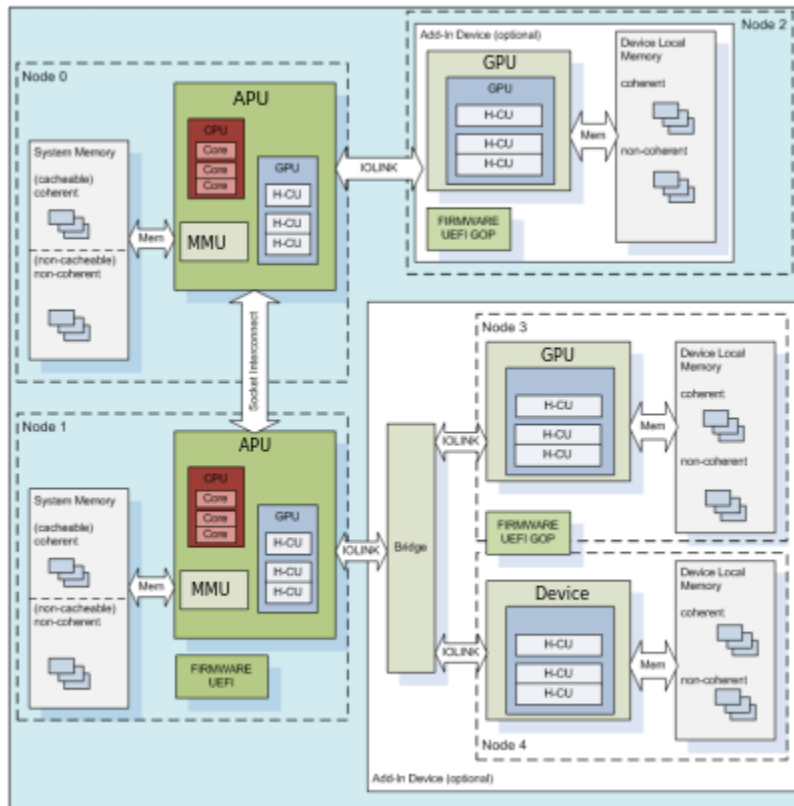 Node 0
System Memory
(cacheable)
coherent
(non-cacheable)
non-coherent
Mem
APU
CPU
Core
Core
Core
MMU
GPU
H-CU
H-CU
H-CU
IOLINK
Node 2
Add-In Device (optional)
GPU
GPU
H-CU
H-CU
H-CU
FIRMWARE
UEFI GOP
Mem
Device Local
Memory
coherent
non-coherent
Socket Interconnect
Node 1
System Memory
(cacheable)
coherent
(non-cacheable)
non-coherent
Mem
APU
CPU
Core
Core
Core
MMU
GPU
H-CU
H-CU
H-CU
FIRMWARE
UEFI
IOLINK
Bridge
IOLINK
IOLINK
Node 3
GPU
H-CU
H-CU
H-CU
FIRMWARE
UEFI GOP
Mem
Device Local
Memory
coherent
non-coherent
Device
H-CU
H-CU
H-CU
Mem
Device Local
Memory
coherent
non-coherent
Node 4
Add-In Device (optional)